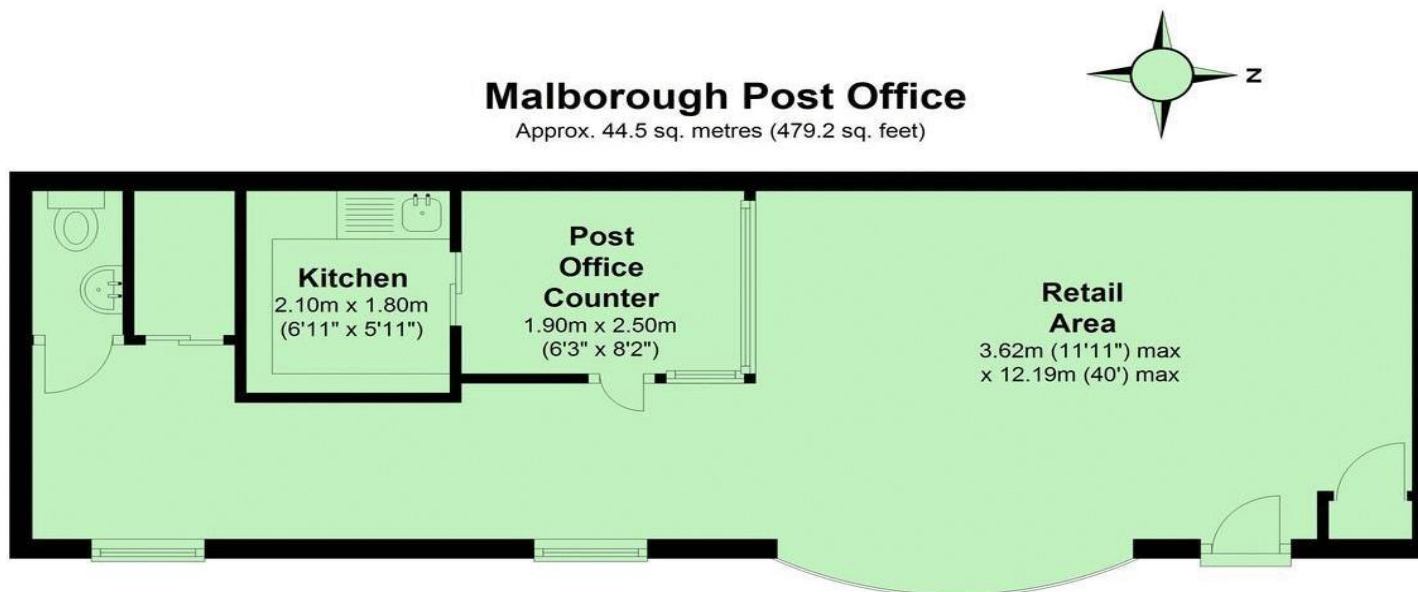 Malborough Post Office
Approx. 44.5 sq. metres (479.2 sq. feet)
N
Kitchen
2.10m x 1.80m
(6'11" x 5'11")
Post
Office
Counter
1.90m x 2.50m
(6'3" x 8'2")
Retail
Area
3.62m (11'11") max
x 12.19m (40') max